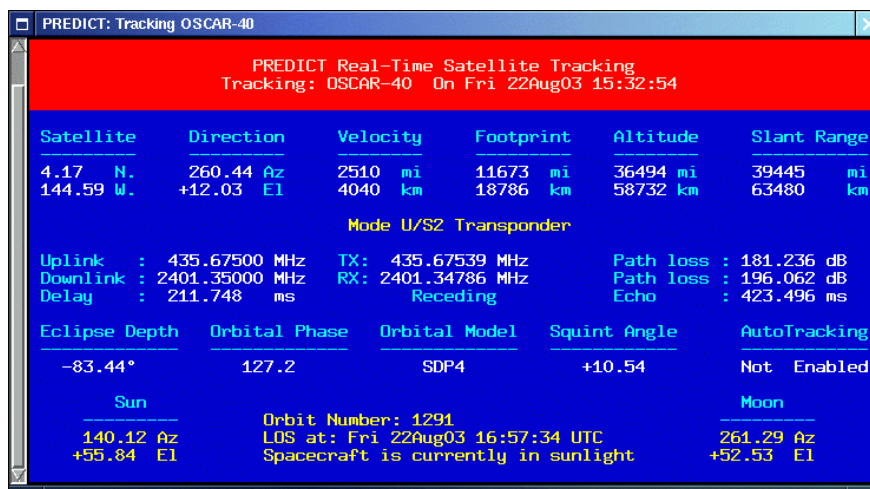 PREDICT: Tracking OSCAR-40
PREDICT Real-Time Satellite Tracking
Tracking: OSCAR-40 On Fri 22Aug03 15:32:54
Satellite Direction Velocity Footprint Altitude Slant Range
--------- --------- -------- --------- -------- -----------
4.17 N. 260.44 Az 2510 mi 11673 mi 36494 mi 39445 mi
144.59 W. +12.03 El 4040 km 18786 km 58732 km 63480 km
Mode U/S2 Transponder
Uplink : 435.67500 MHz TX: 435.67539 MHz Path loss : 181.236 dB
Downlink : 2401.35000 MHz RX: 2401.34786 MHz Path loss : 196.062 dB
Delay : 211.748 ms Receding Echo : 423.496 ms
Eclipse Depth Orbital Phase Orbital Model Squint Angle AutoTracking
------------- ------------- ------------- ------------ ------------
-83.44° 127.2 SDP4 +10.54 Not Enabled
Sun Moon
--------- ---------
Orbit Number: 1291
140.12 Az LOS at: Fri 22Aug03 16:57:34 UTC 261.29 Az
+55.84 El Spacecraft is currently in sunlight +52.53 El